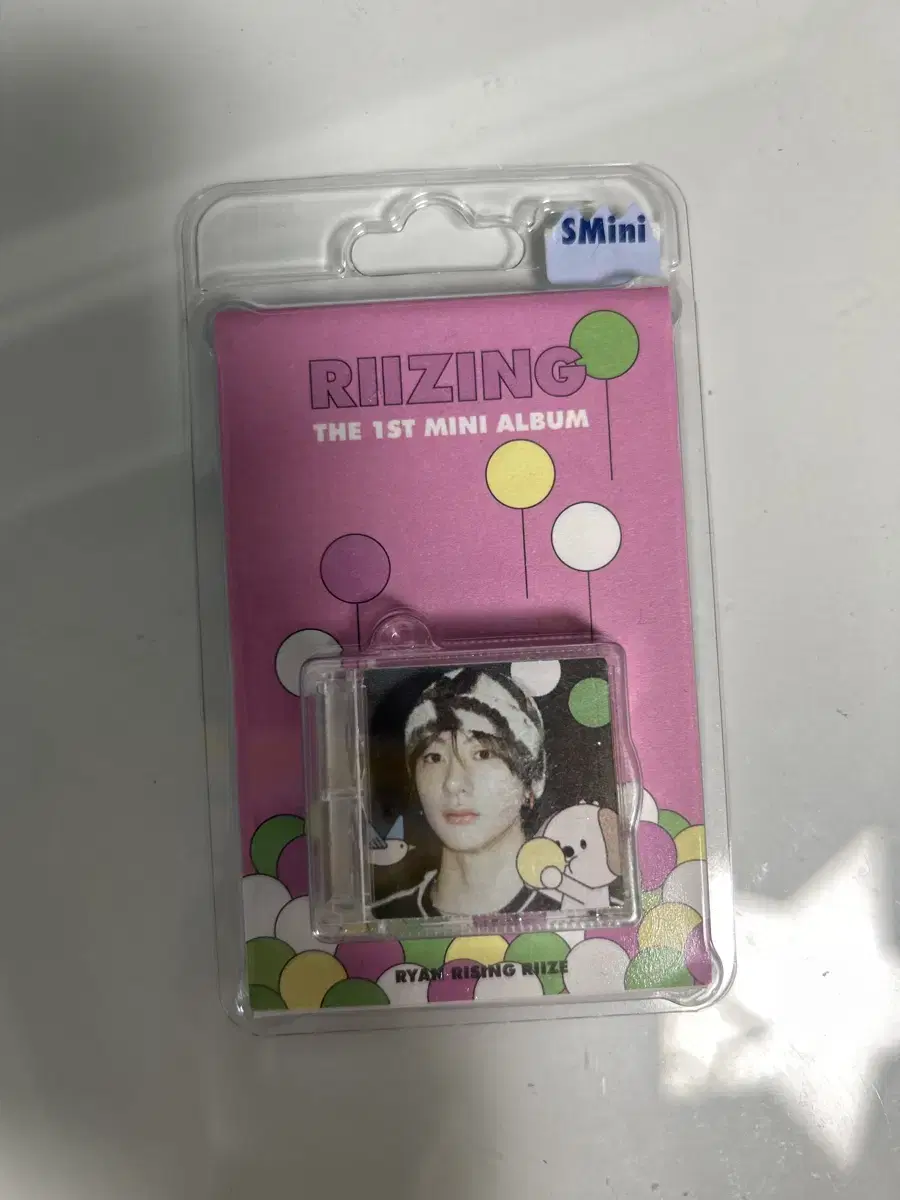 SMini
RIIZING
THE 1ST MINI ALBUM
RYAN RISING RIIZE